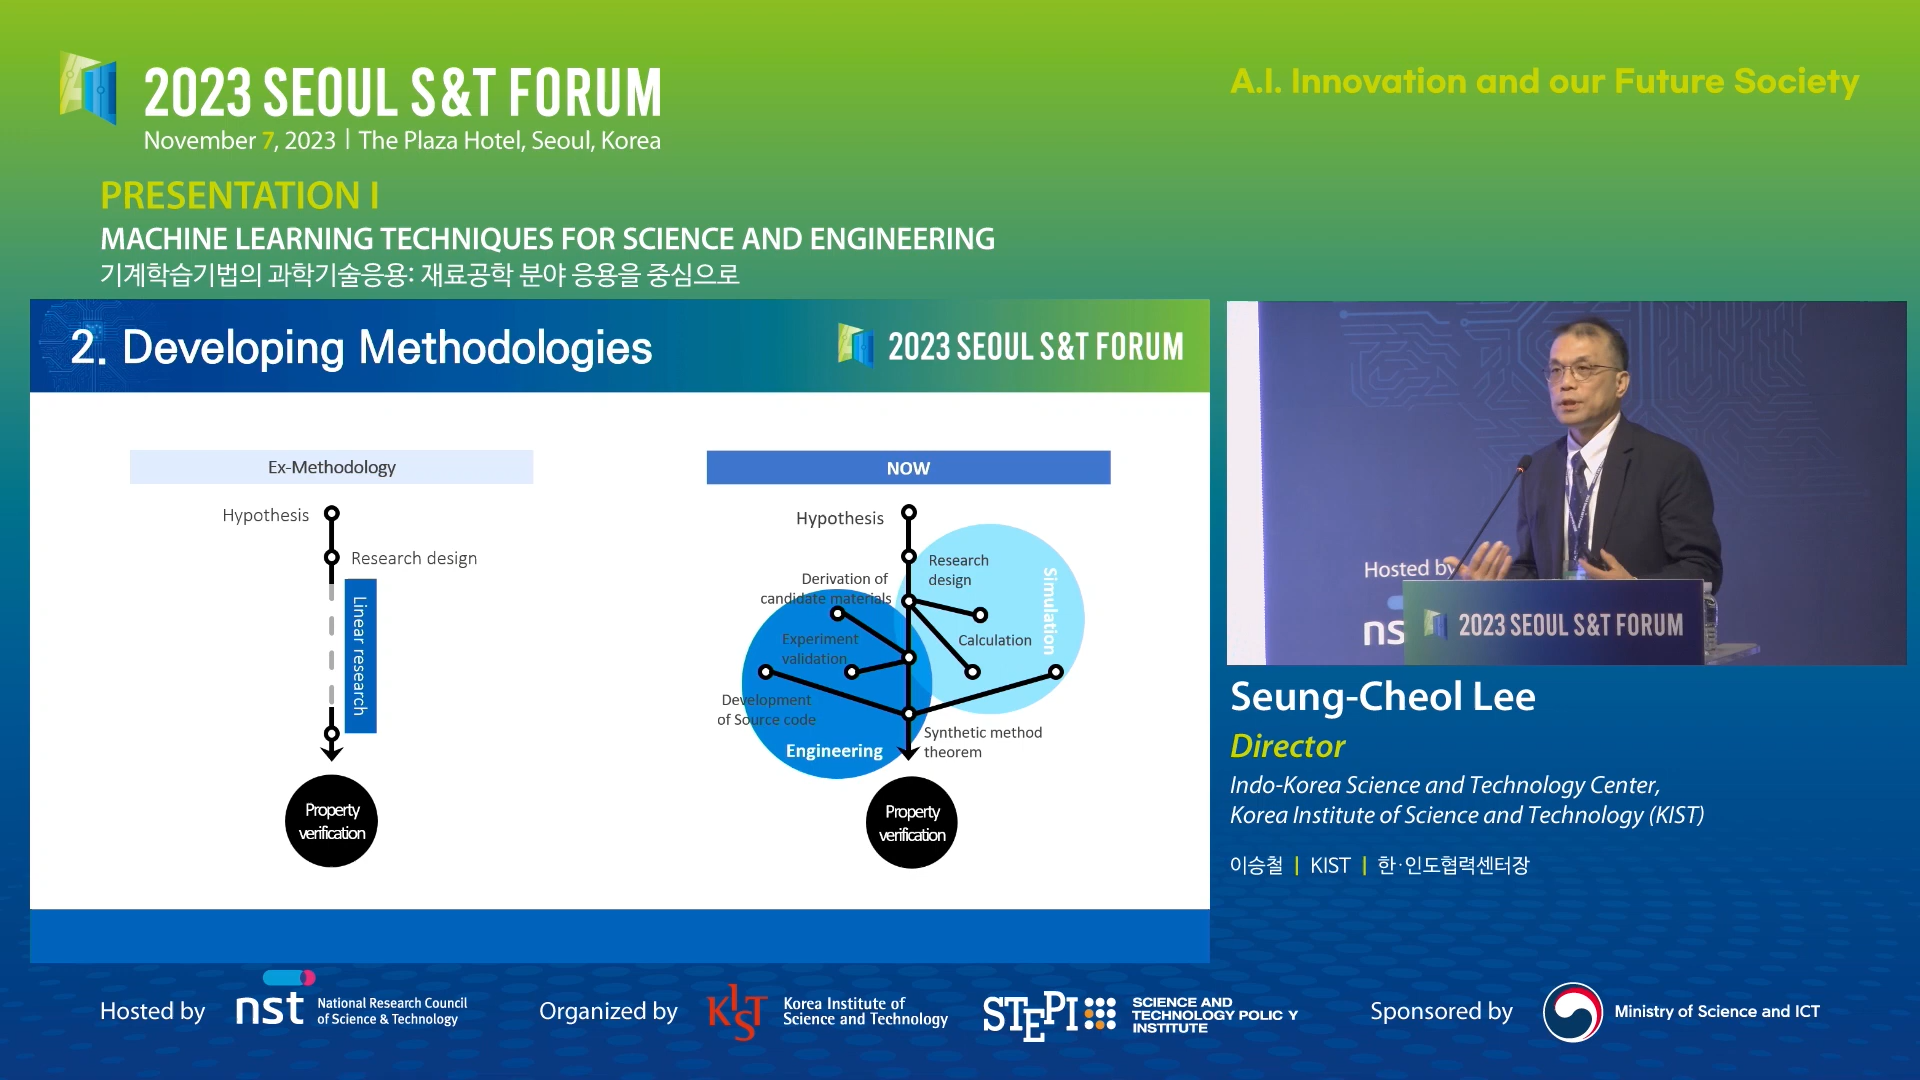 2023 SEOUL S&T FORUM
November 7, 2023 | The Plaza Hotel, Seoul, Korea
A.I. Innovation and our Future Society
PRESENTATION I
MACHINE LEARNING TECHNIQUES FOR SCIENCE AND ENGINEERING
기계학습기법의 과학기술응용: 재료공학 분야 응용을 중심으로
2. Developing Methodologies
2023 SEOUL S&T FORUM
Ex-Methodology
Hypothesis
Research design
Linear research
Property
verification
NOW
Hypothesis
Research
design
Derivation of
candidate materials
Simulation
Experiment
validation
Calculation
Development
of Source code
Synthetic method
theorem
Engineering
Property
verification
Hosted by
ns
2023 SEOUL S&T FORUM
Seung-Cheol Lee
Director
Indo-Korea Science and Technology Center,
Korea Institute of Science and Technology (KIST)
이승철 | KIST | 한·인도협력센터장
Hosted by
nst
National Research Council
of Science & Technology
Organized by
KIST
Korea Institute of
Science and Technology
STEPI
SCIENCE AND
TECHNOLOGY POLICY
INSTITUTE
Sponsored by
Ministry of Science and ICT